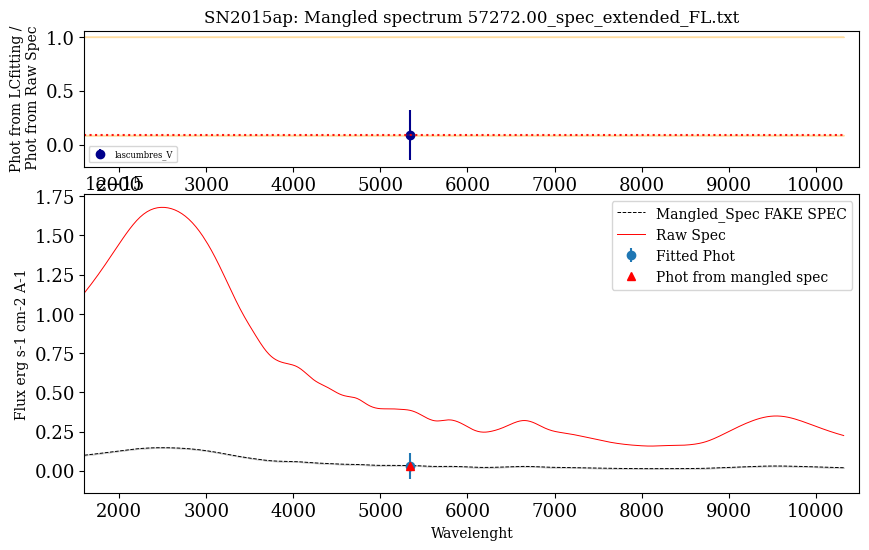 SN2015ap: Mangled spectrum 57272.00_spec_extended_FL.txt
Phot from LCfitting /
Phot from Raw Spec
1.0
0.5
0.0
lascumbres_V
2000 3000 4000 5000 6000 7000 8000 9000 10000
1e−15
1.75
1.50
1.25
1.00
0.75
0.50
0.25
0.00
Flux erg s-1 cm-2 A-1
Mangled_Spec FAKE SPEC
Raw Spec
Fitted Phot
Phot from mangled spec
2000 3000 4000 5000 6000 7000 8000 9000 10000
Wavelenght